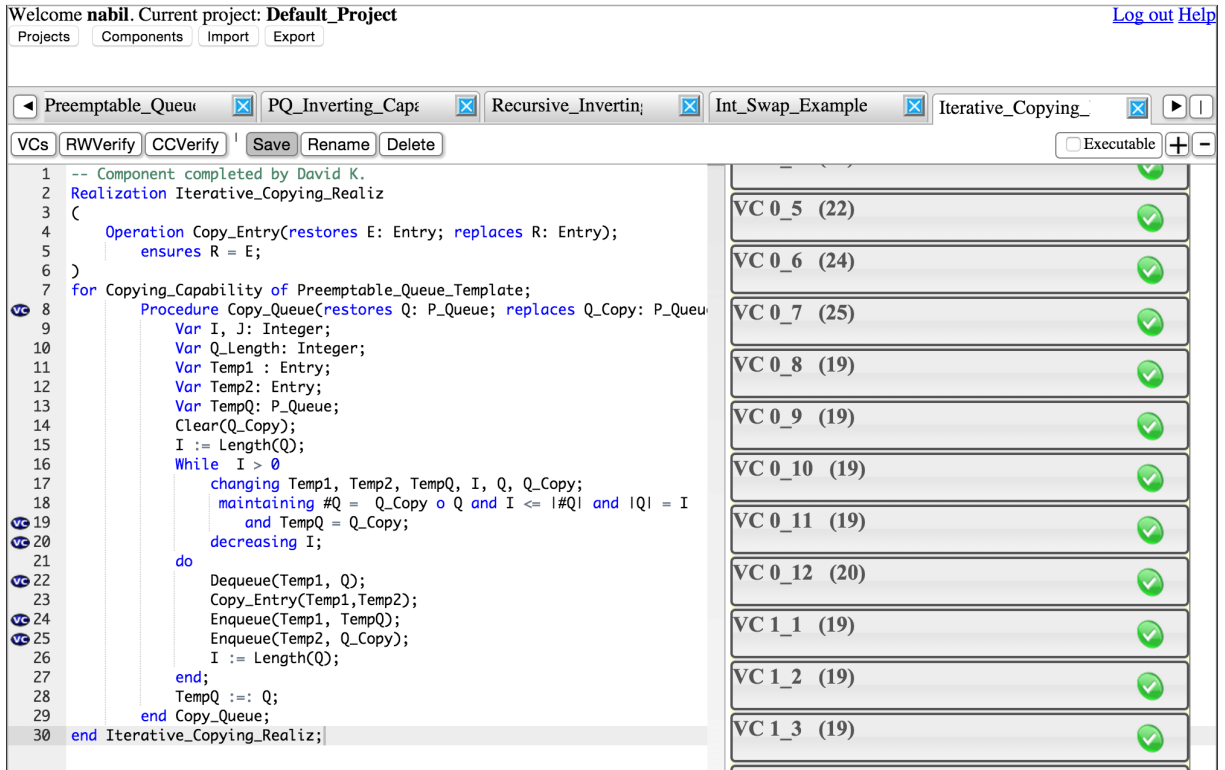 Welcome nabil. Current project: Default_Project
Log out Help
Projects Components Import Export
Preemptable_Queu
PQ_Inverting_Capa
Recursive_Inverting
Int_Swap_Example
Iterative_Copying_
VCs RWVerify CCVerify Save Rename Delete
Executable + -
1 -- Component completed by David K.
2 Realization Iterative_Copying_Realiz
3 (
4 Operation Copy_Entry(restores E: Entry; replaces R: Entry);
5 ensures R = E;
6 )
7 for Copying_Capability of Preemptable_Queue_Template;
VC 8 Procedure Copy_Queue(restores Q: P_Queue; replaces Q_Copy: P_Queu
9 Var I, J: Integer;
10 Var Q_Length: Integer;
11 Var Temp1 : Entry;
12 Var Temp2: Entry;
13 Var TempQ: P_Queue;
14 Clear(Q_Copy);
15 I := Length(Q);
16 While I > 0
17 changing Temp1, Temp2, TempQ, I, Q, Q_Copy;
18 maintaining #Q = Q_Copy o Q and I <= |#Q| and |Q| = I
VC 19 and TempQ = Q_Copy;
VC 20 decreasing I;
21 do
VC 22 Dequeue(Temp1, Q);
23 Copy_Entry(Temp1,Temp2);
VC 24 Enqueue(Temp1, TempQ);
VC 25 Enqueue(Temp2, Q_Copy);
26 I := Length(Q);
27 end;
28 TempQ :=: Q;
29 end Copy_Queue;
30 end Iterative_Copying_Realiz;
VC 0_5 (22)
VC 0_6 (24)
VC 0_7 (25)
VC 0_8 (19)
VC 0_9 (19)
VC 0_10 (19)
VC 0_11 (19)
VC 0_12 (20)
VC 1_1 (19)
VC 1_2 (19)
VC 1_3 (19)